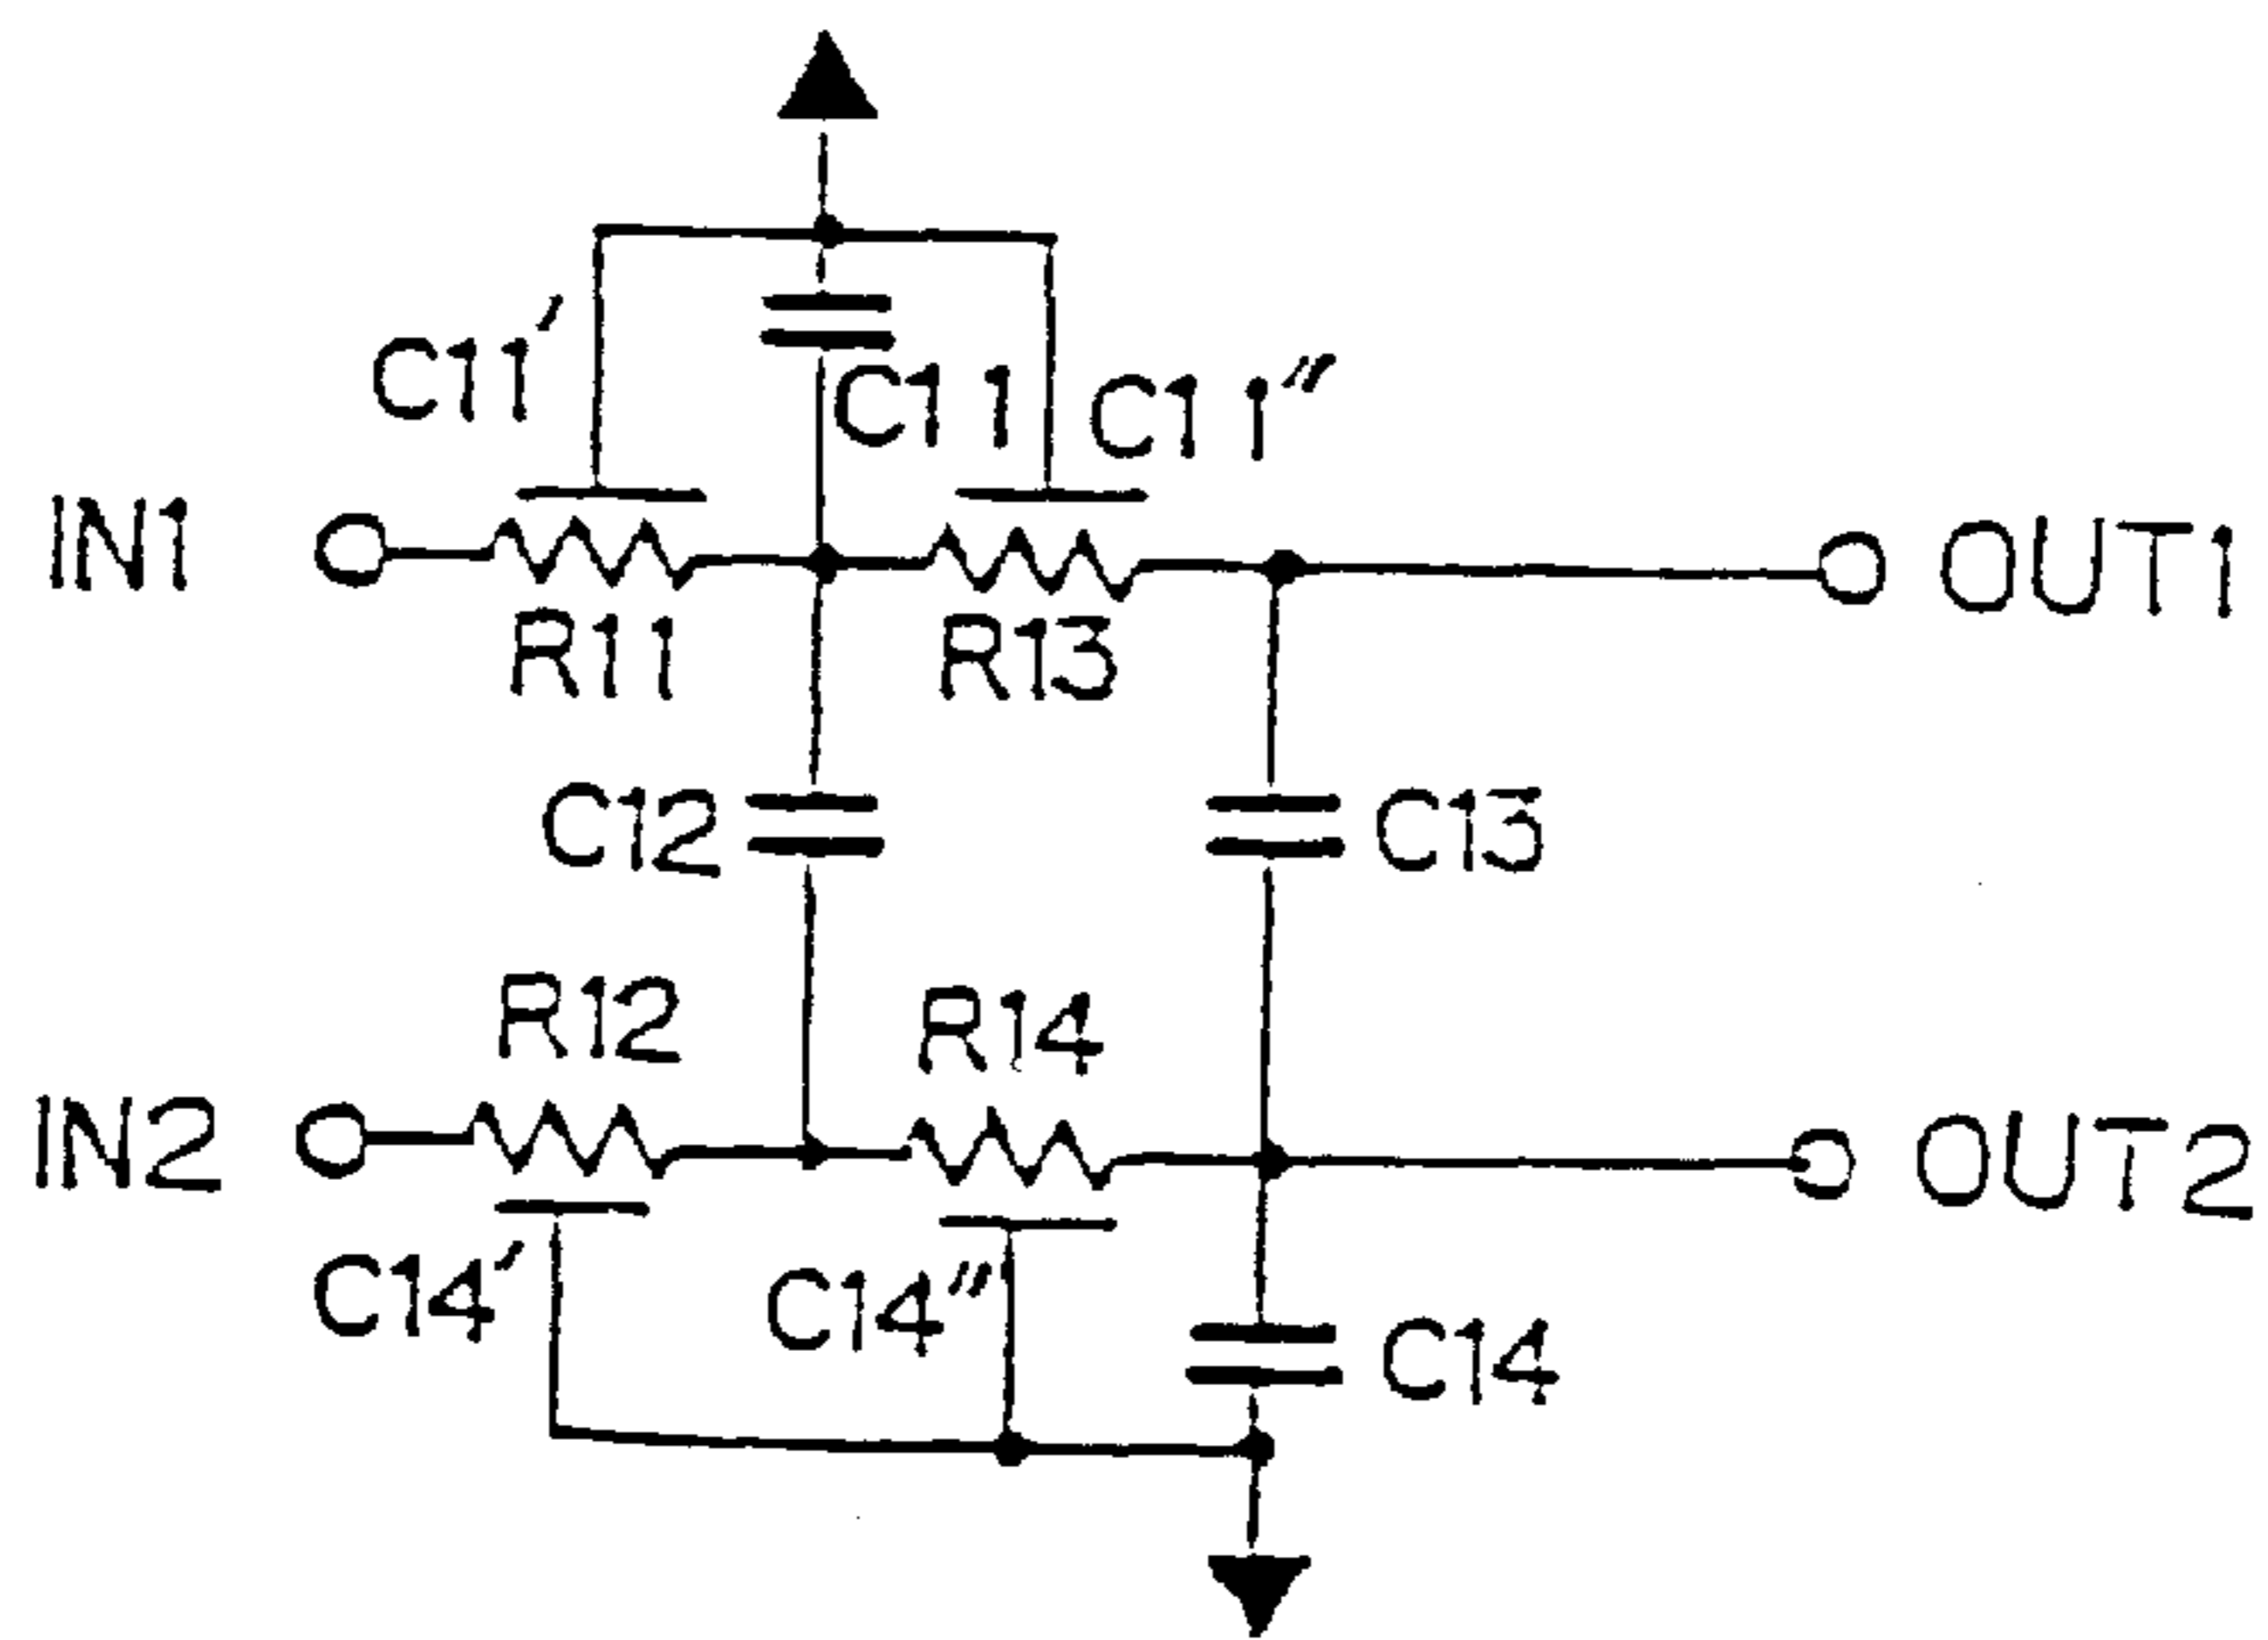 C11′
C11
C11″
IN1
OUT1
R11
R13
C12
C13
R12
R14
IN2
OUT2
C14′
C14″
C14